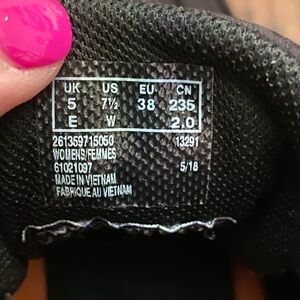 UK US EU CN
5 7½ 38 235
E W 2.0
261359715050 13291
WOMENS/FEMMES
61021097 5/18
MADE IN VIETNAM
FABRIQUE AU VIETNAM